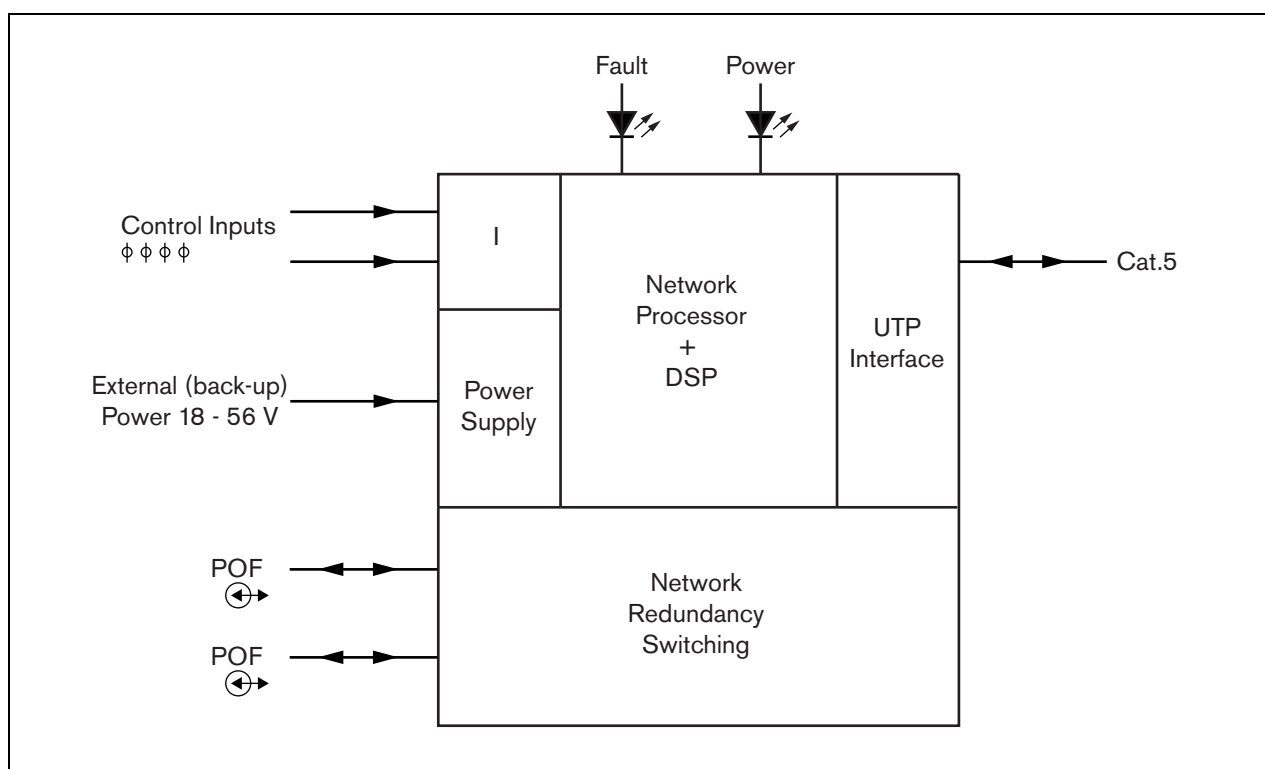 Fault
Power
Control Inputs
I
Network
Processor
+
DSP
UTP
Interface
Cat.5
External (back-up)
Power 18 - 56 V
Power
Supply
POF
POF
Network
Redundancy
Switching